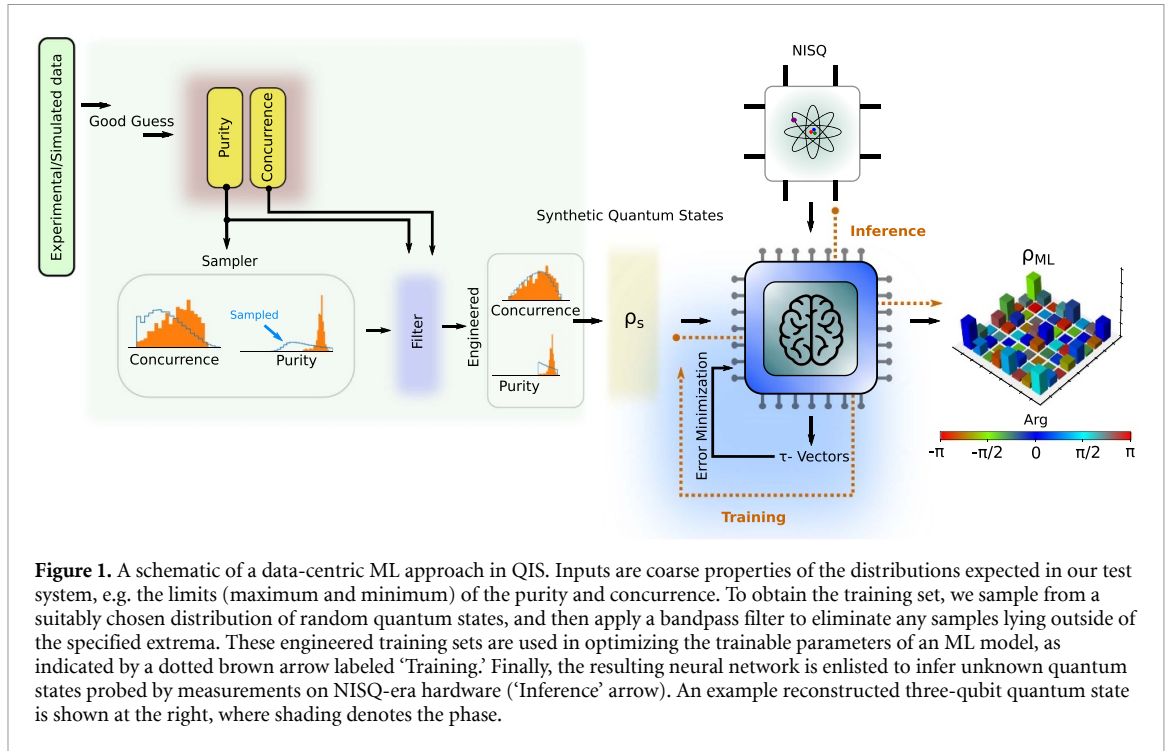 Experimental/Simulated data
Good Guess
Purity
Concurrence
Sampler
Sampled
Concurrence
Purity
Filter
Engineered
Concurrence
Purity
Synthetic Quantum States
ρs
NISQ
Inference
Error Minimization
τ- Vectors
Training
ρML
Arg
-π -π/2 0 π/2 π
Figure 1. A schematic of a data-centric ML approach in QIS. Inputs are coarse properties of the distributions expected in our test
system, e.g. the limits (maximum and minimum) of the purity and concurrence. To obtain the training set, we sample from a
suitably chosen distribution of random quantum states, and then apply a bandpass filter to eliminate any samples lying outside of
the specified extrema. These engineered training sets are used in optimizing the trainable parameters of an ML model, as
indicated by a dotted brown arrow labeled ‘Training.’ Finally, the resulting neural network is enlisted to infer unknown quantum
states probed by measurements on NISQ-era hardware (‘Inference’ arrow). An example reconstructed three-qubit quantum state
is shown at the right, where shading denotes the phase.